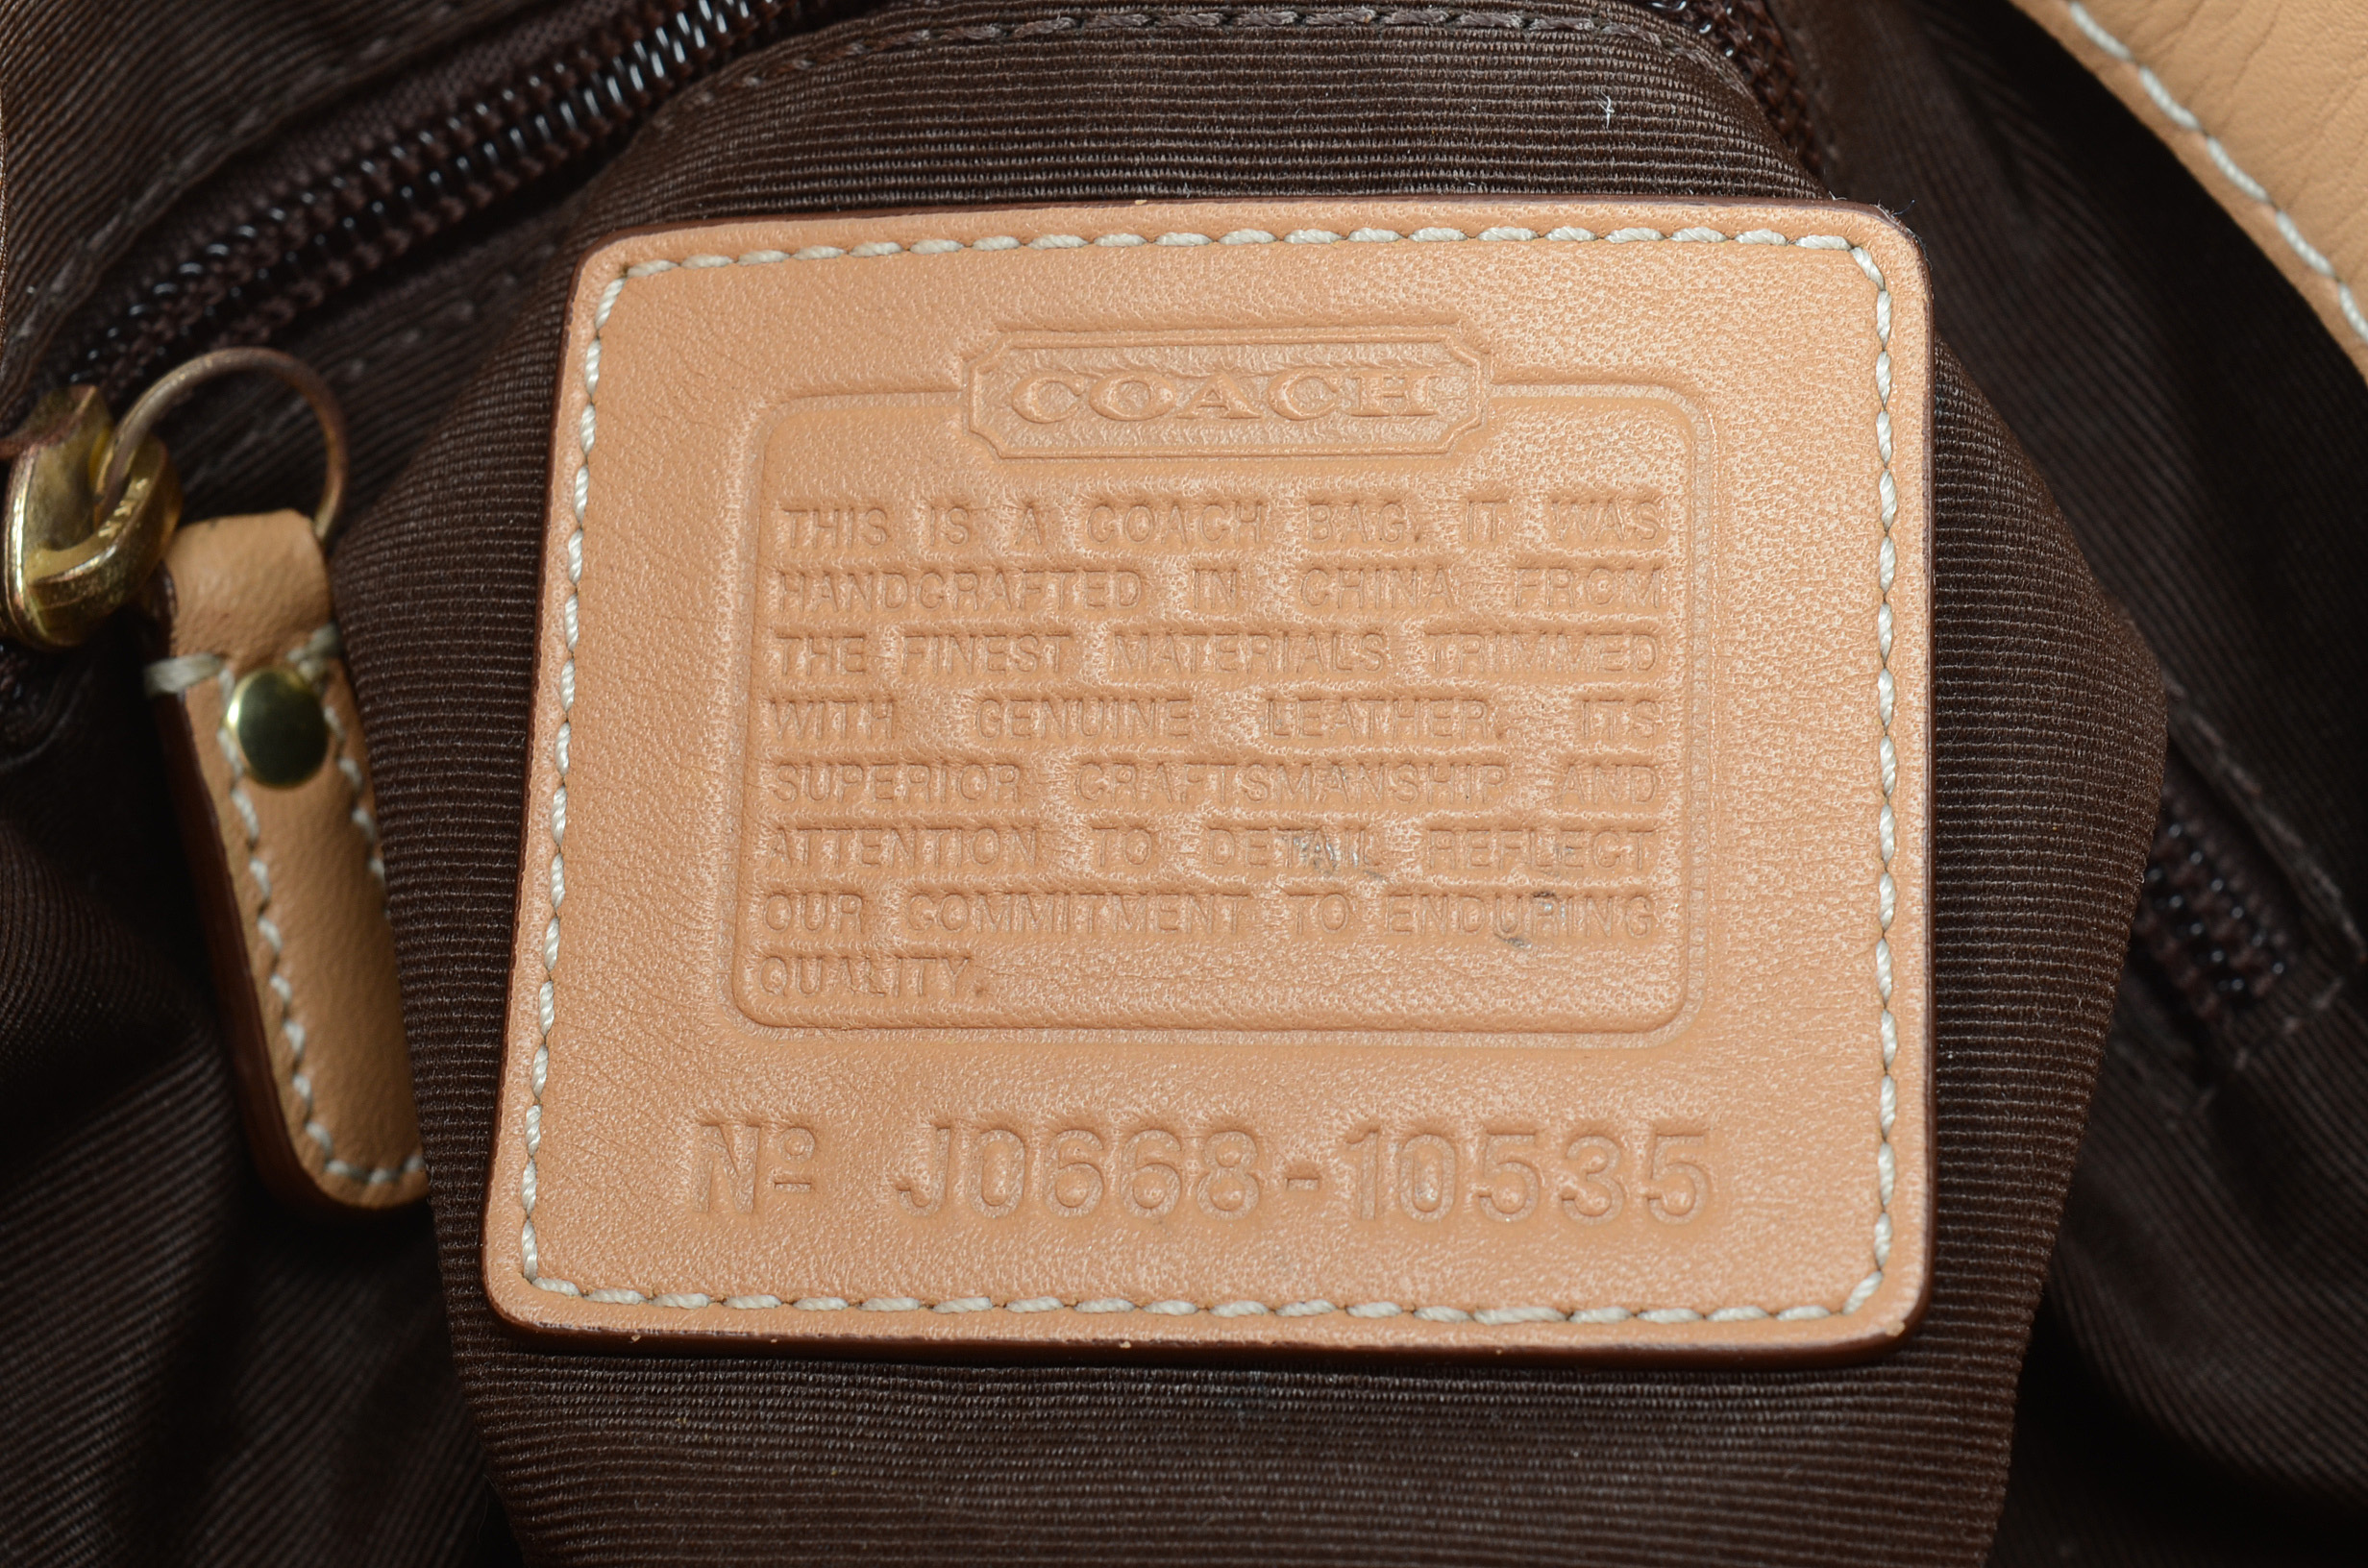 COACH
THIS IS A COACH BAG. IT WAS
HANDCRAFTED IN CHINA FROM
THE FINEST MATERIALS TRIMMED
WITH GENUINE LEATHER. ITS
SUPERIOR CRAFTSMANSHIP AND
ATTENTION TO DETAIL REFLECT
OUR COMMITMENT TO ENDURING
QUALITY.
Nº J0668-10535